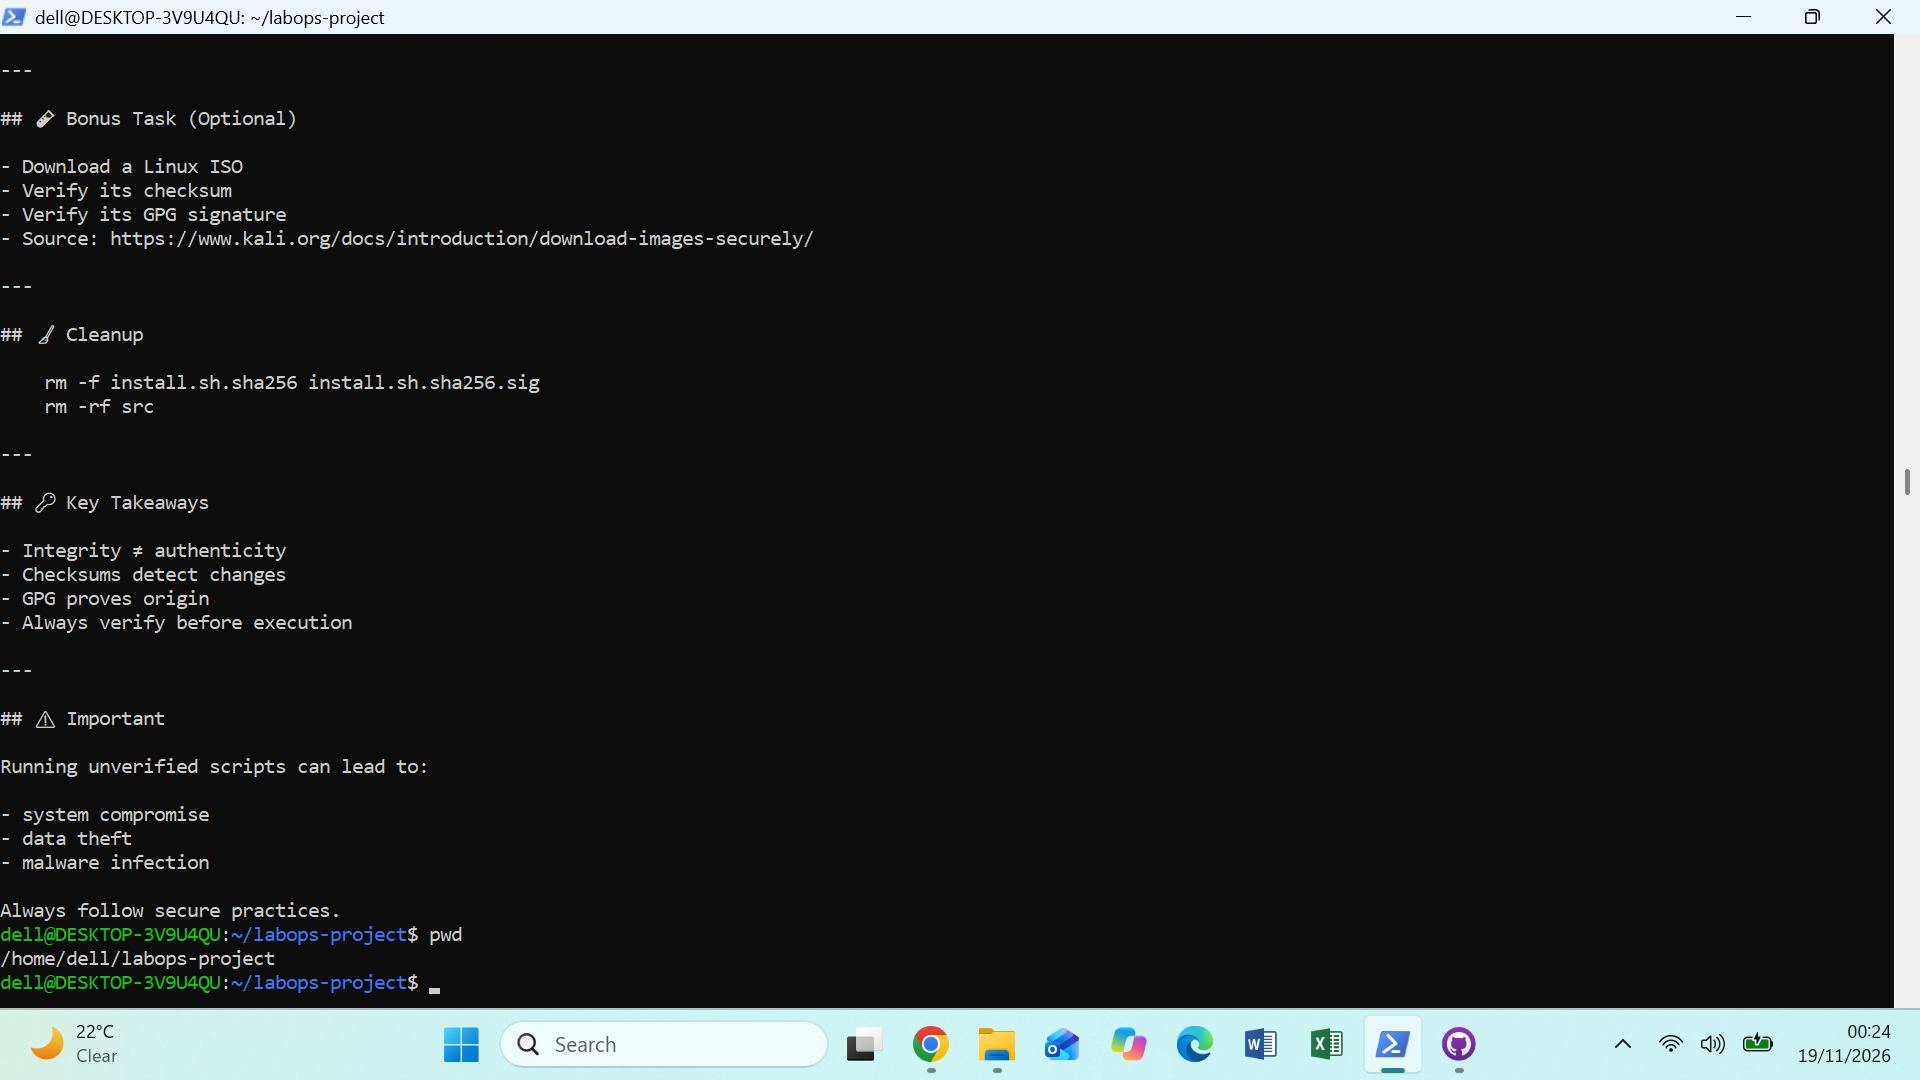 dell@DESKTOP-3V9U4QU: ~/labops-project
---
## 🧪 Bonus Task (Optional)
- Download a Linux ISO
- Verify its checksum
- Verify its GPG signature
- Source: https://www.kali.org/docs/introduction/download-images-securely/
---
## 🧹 Cleanup
    rm -f install.sh.sha256 install.sh.sha256.sig
    rm -rf src
---
## 🔑 Key Takeaways
- Integrity ≠ authenticity
- Checksums detect changes
- GPG proves origin
- Always verify before execution
---
## ⚠ Important
Running unverified scripts can lead to:
- system compromise
- data theft
- malware infection
Always follow secure practices.
dell@DESKTOP-3V9U4QU:~/labops-project$ pwd
/home/dell/labops-project
dell@DESKTOP-3V9U4QU:~/labops-project$
22°C
Clear
Search
00:24
19/11/2026